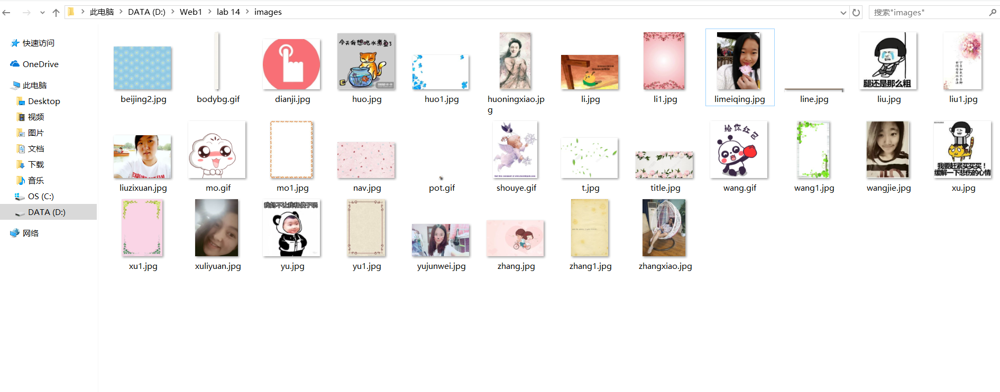 此电脑 DATA (D:) Web1 lab 14 images
搜索"images"
快速访问
OneDrive
此电脑
Desktop
视频
图片
文档
下载
音乐
OS (C:)
DATA (D:)
网络
今天我想吃水煮鱼了
腿还是那么粗
beijing2.jpg
bodybg.gif
dianji.jpg
huo.jpg
huo1.jpg
huoningxiao.jp
g
li.jpg
li1.jpg
limeiqing.jpg
line.jpg
liu.jpg
liu1.jpg
给你红包
我要赶紧买买买！
缓解一下悲伤的心情
liuzixuan.jpg
mo.gif
mo1.jpg
nav.jpg
pot.gif
shouye.gif
t.jpg
title.jpg
wang.gif
wang1.jpg
wangjie.jpg
xu.jpg
我妈不让我和傻子玩
xu1.jpg
xuliyuan.jpg
yu.jpg
yu1.jpg
yujunwei.jpg
zhang.jpg
zhang1.jpg
zhangxiao.jpg